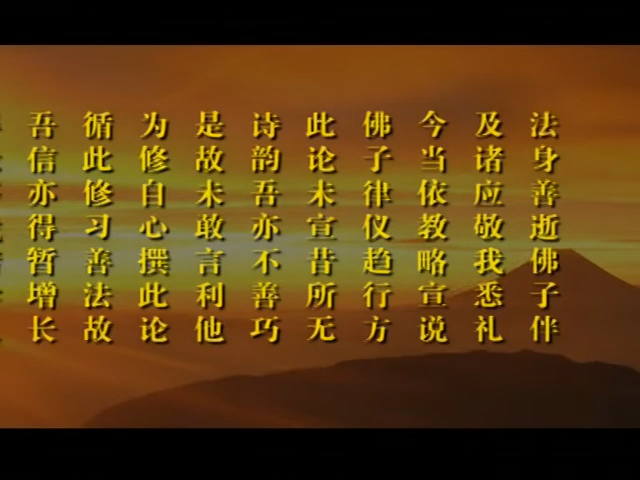 法身善逝佛子伴
及诸应敬我悉礼
今当依教略宣说
佛子律仪趋行方
此论未宣昔所无
诗韵吾亦不善巧
是故未敢言利他
为修自心撰此论
循此修习善法故
吾信亦得暂增长